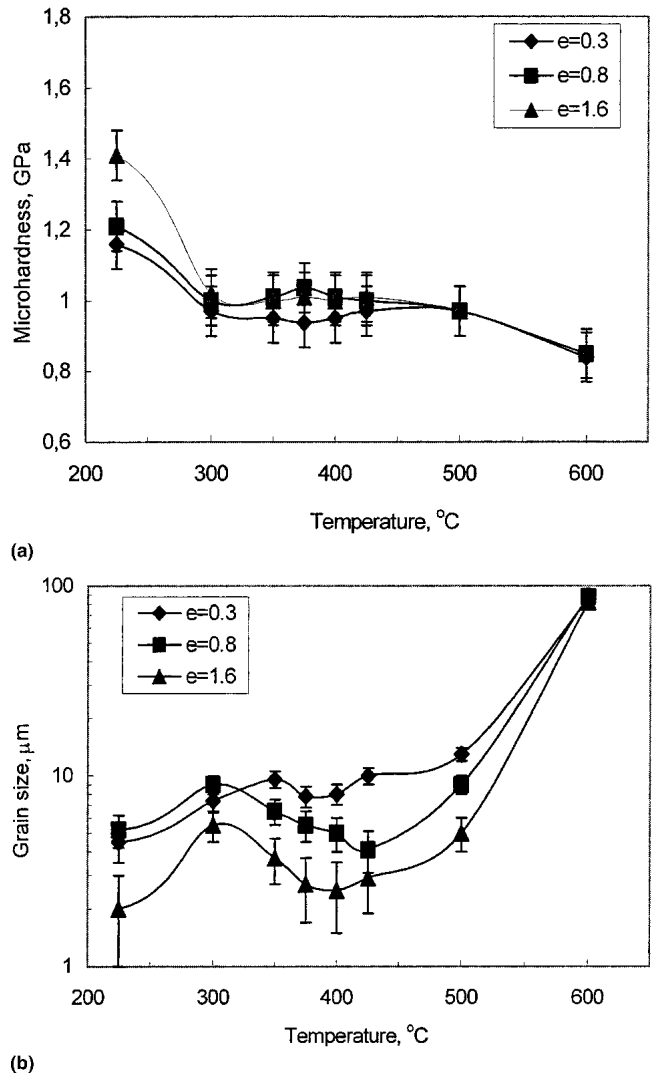 1,8
1,6
1,4
1,2
1
0,8
0,6
Microhardness, GPa
e=0.3
e=0.8
e=1.6
200 300 400 500 600
Temperature, °C
(a)
100
10
1
Grain size, μm
e=0.3
e=0.8
e=1.6
200 300 400 500 600
Temperature, °C
(b)